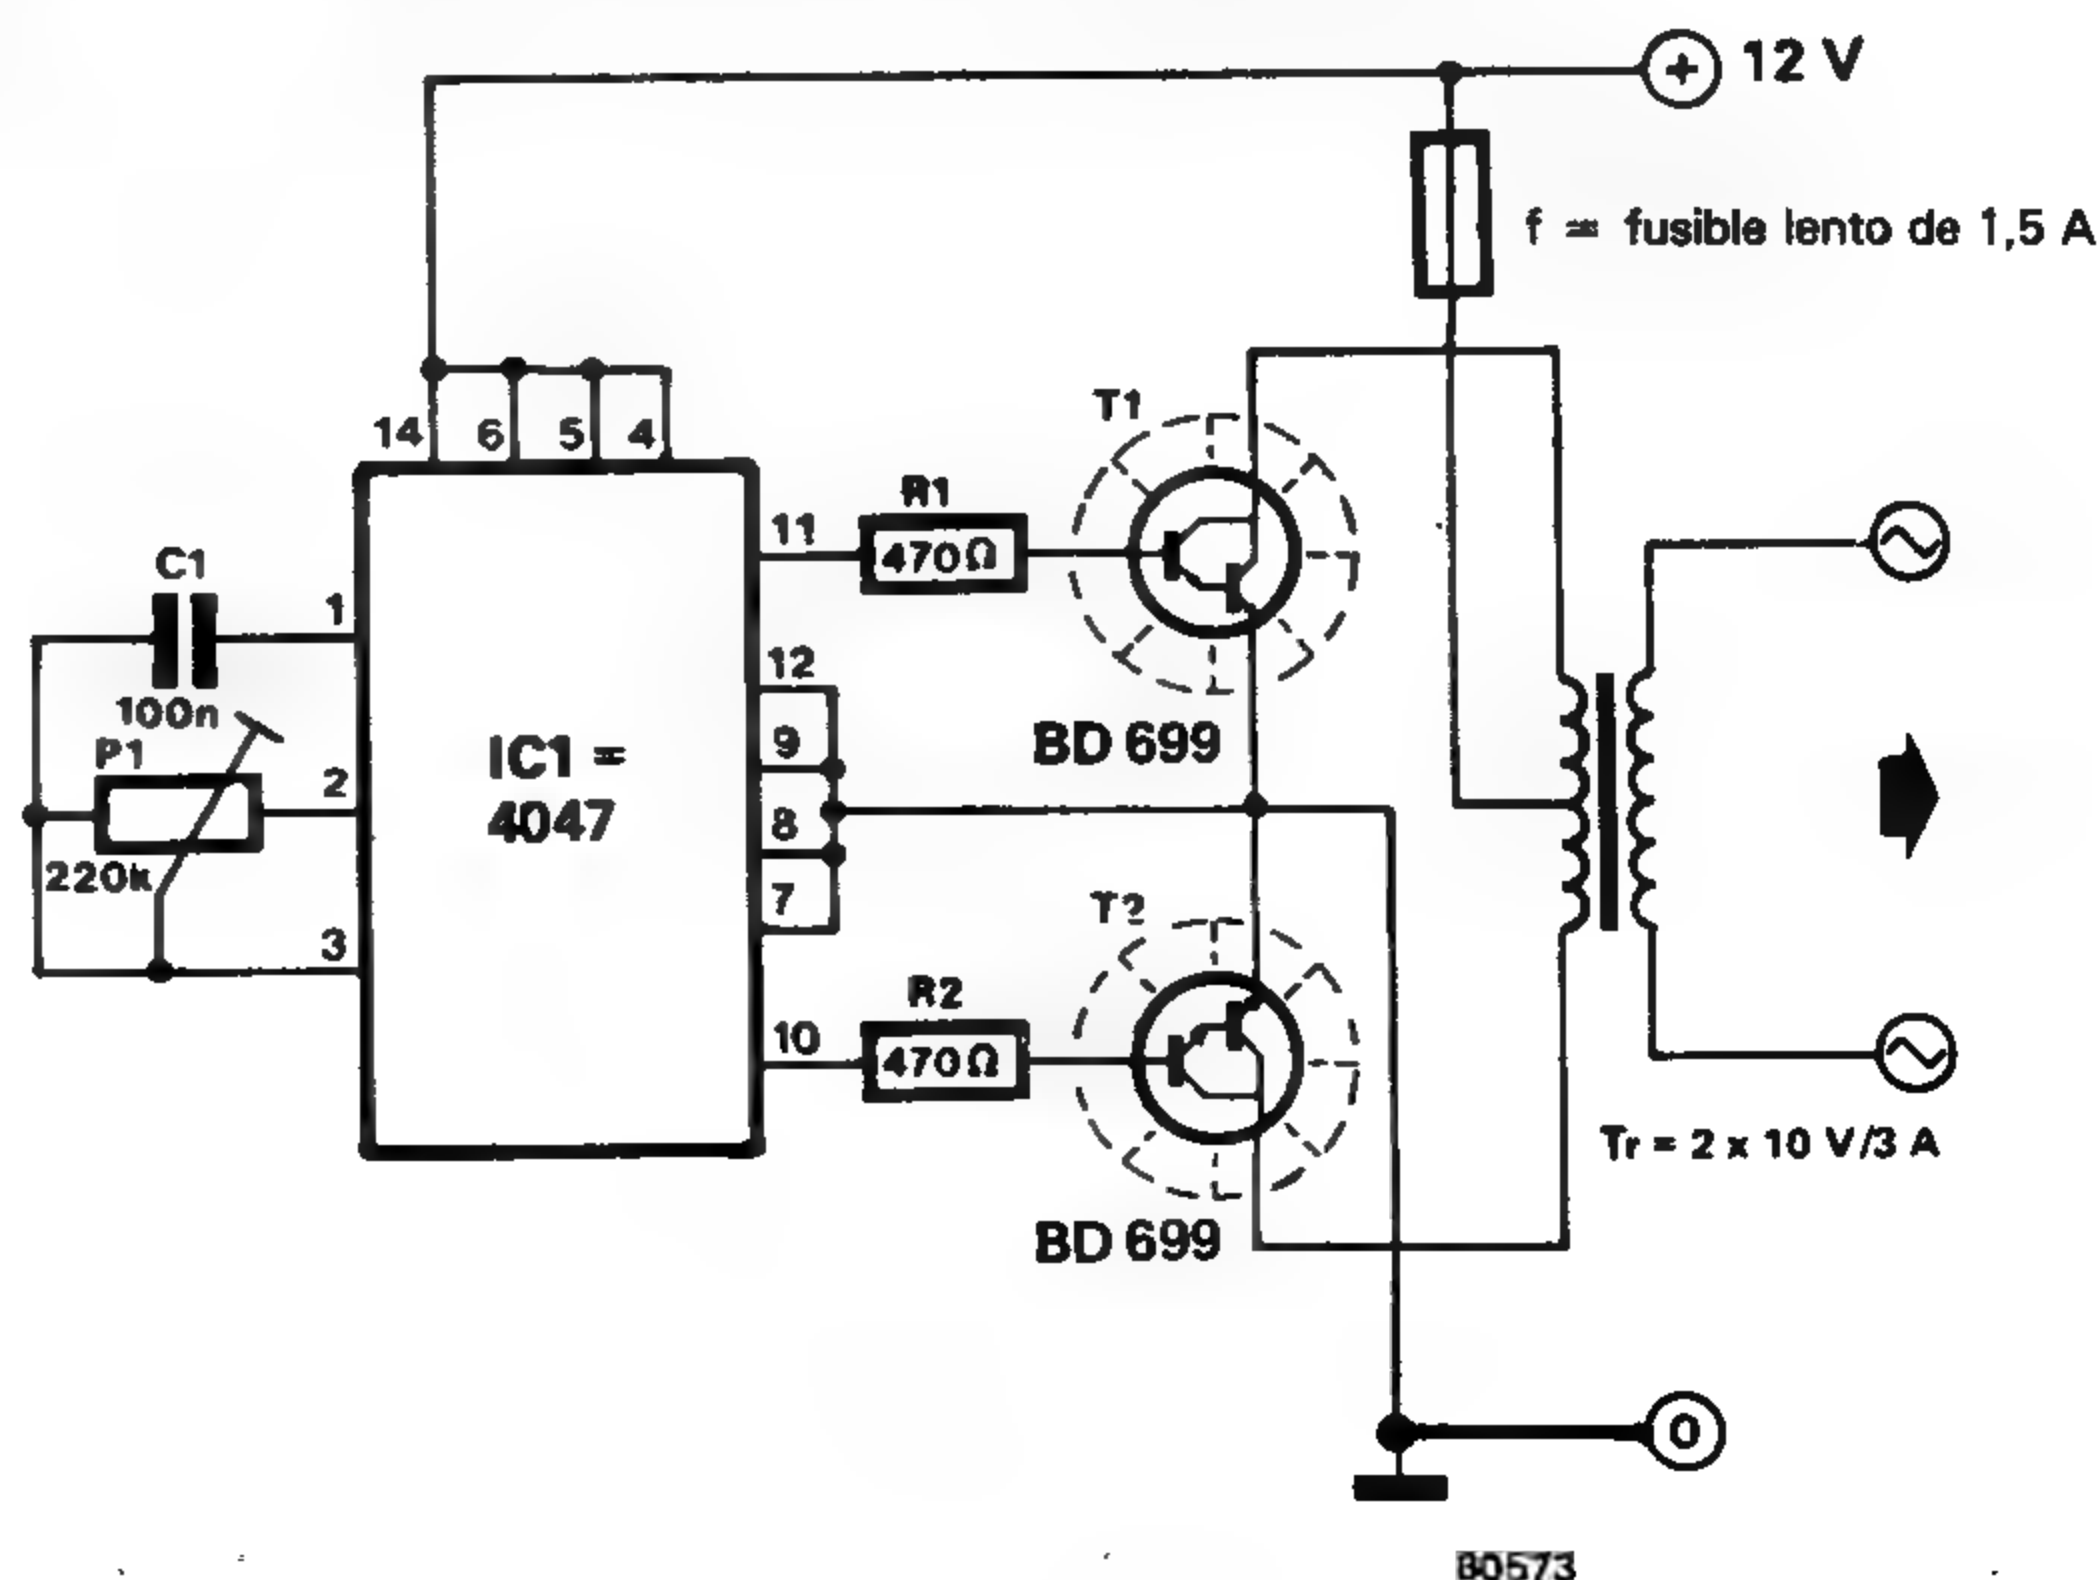 + 12 V
f = fusible lento de 1,5 A
14 6 5 4
T1
R1
470Ω
11
C1
100n
1
12
BD 699
P1
220k
2
9
IC1 =
4047
8
7
3
T2
R2
470Ω
10
BD 699
Tr = 2 x 10 V/3 A
0
80573